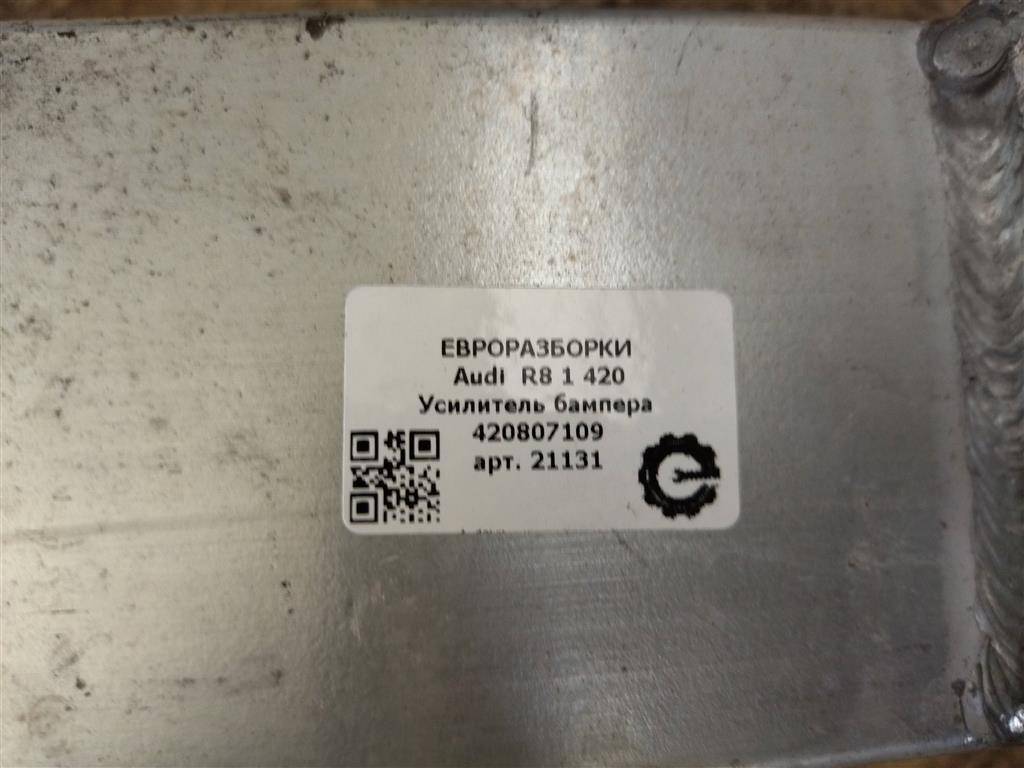 ЕВРОРАЗБОРКИ
Audi R8 1 420
Усилитель бампера
420807109
арт. 21131